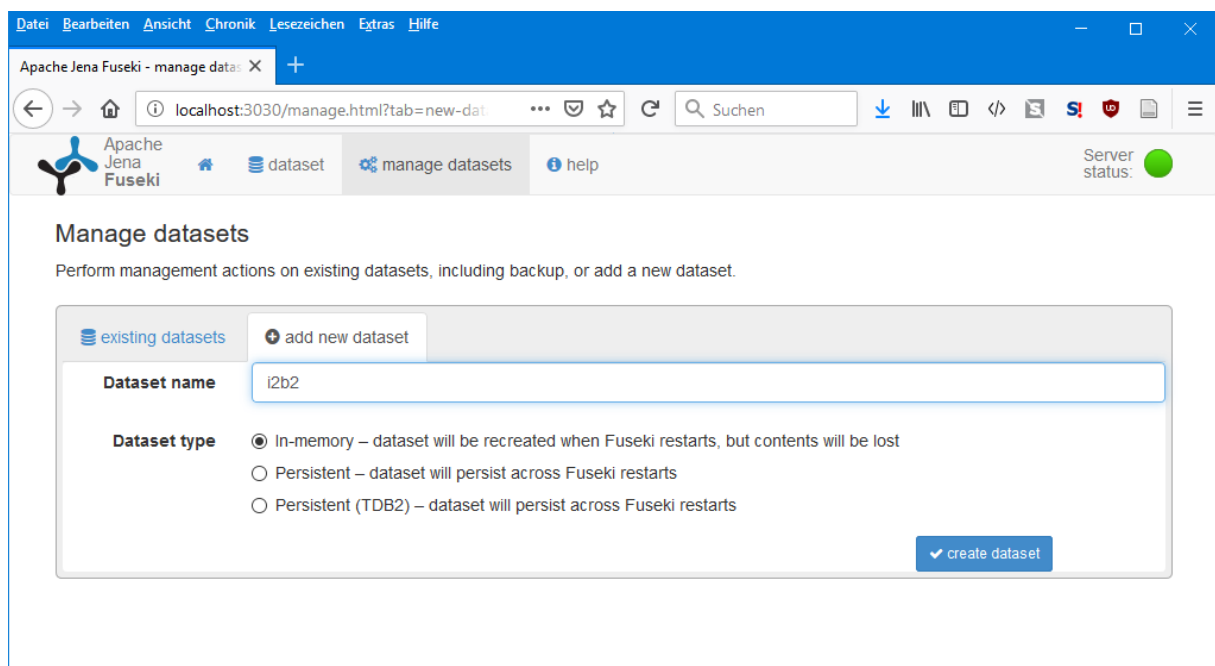 Datei Bearbeiten Ansicht Chronik Lesezeichen Extras Hilfe
Apache Jena Fuseki - manage datas
localhost:3030/manage.html?tab=new-dat
Suchen
Apache
Jena
Fuseki
dataset
manage datasets
help
Server
status:
Manage datasets
Perform management actions on existing datasets, including backup, or add a new dataset.
existing datasets
add new dataset
Dataset name
i2b2
Dataset type
In-memory – dataset will be recreated when Fuseki restarts, but contents will be lost
Persistent – dataset will persist across Fuseki restarts
Persistent (TDB2) – dataset will persist across Fuseki restarts
create dataset